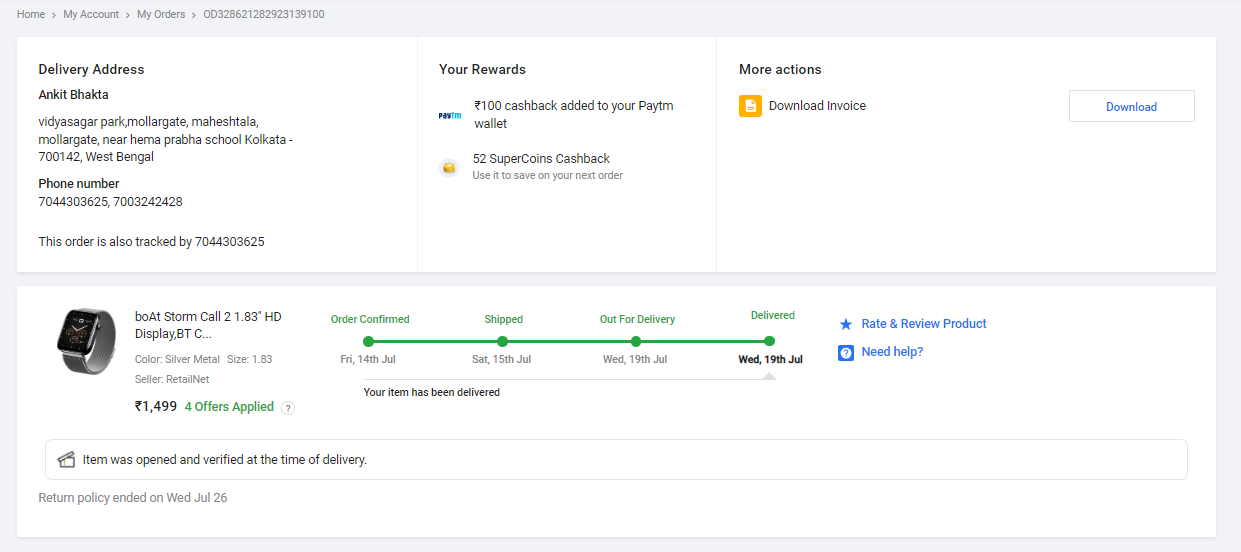 Home > My Account > My Orders > OD328621282923139100
Delivery Address
Ankit Bhakta
vidyasagar park,mollargate, maheshtala,
mollargate, near hema prabha school Kolkata -
700142, West Bengal
Phone number
7044303625, 7003242428
This order is also tracked by 7044303625
Your Rewards
paytm
₹100 cashback added to your Paytm
wallet
52 SuperCoins Cashback
Use it to save on your next order
More actions
Download Invoice
Download
boAt Storm Call 2 1.83" HD
Display,BT C...
Color: Silver Metal Size: 1.83
Seller: RetailNet
₹1,499 4 Offers Applied ?
Order Confirmed
Fri, 14th Jul
Shipped
Sat, 15th Jul
Out For Delivery
Wed, 19th Jul
Delivered
Wed, 19th Jul
Your item has been delivered
Rate & Review Product
Need help?
Item was opened and verified at the time of delivery.
Return policy ended on Wed Jul 26